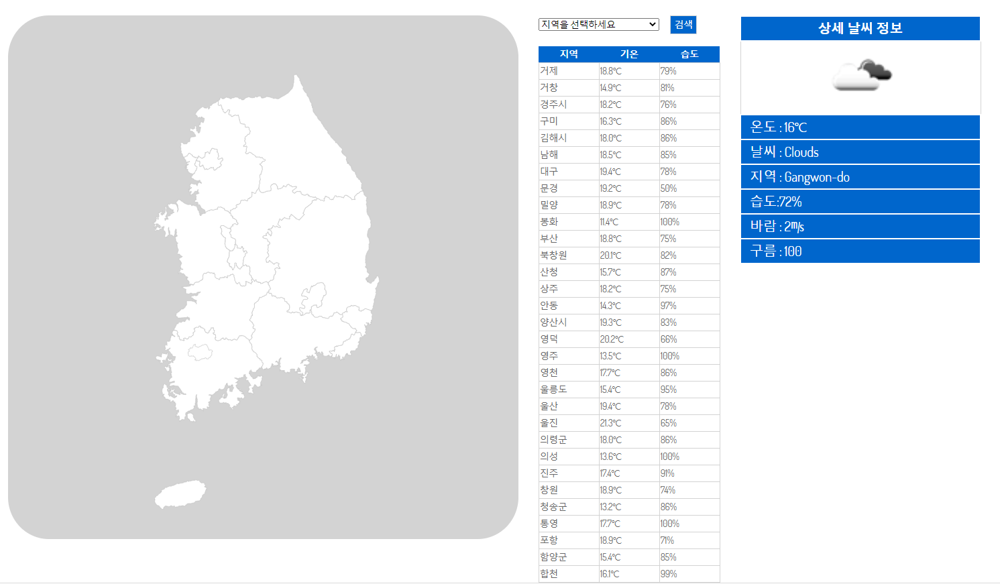 지역을 선택하세요 검색
지역 기온 습도
거제 18.8℃ 79%
거창 14.9℃ 81%
경주시 18.2℃ 76%
구미 16.3℃ 86%
김해시 18.0℃ 86%
남해 18.5℃ 85%
대구 19.4℃ 78%
문경 19.2℃ 50%
밀양 18.9℃ 78%
봉화 11.4℃ 100%
부산 18.8℃ 75%
북창원 20.1℃ 82%
산청 15.7℃ 87%
상주 18.2℃ 75%
안동 14.3℃ 97%
양산시 19.3℃ 83%
영덕 20.2℃ 66%
영주 13.5℃ 100%
영천 17.7℃ 86%
울릉도 15.4℃ 95%
울산 19.4℃ 78%
울진 21.3℃ 65%
의령군 18.0℃ 86%
의성 13.6℃ 100%
진주 17.4℃ 91%
창원 18.9℃ 74%
청송군 13.2℃ 86%
통영 17.7℃ 100%
포항 18.9℃ 71%
함양군 15.4℃ 85%
합천 16.1℃ 99%
상세 날씨 정보
온도 : 16℃
날씨 : Clouds
지역 : Gangwon-do
습도:72%
바람 : 2㎧
구름 : 100